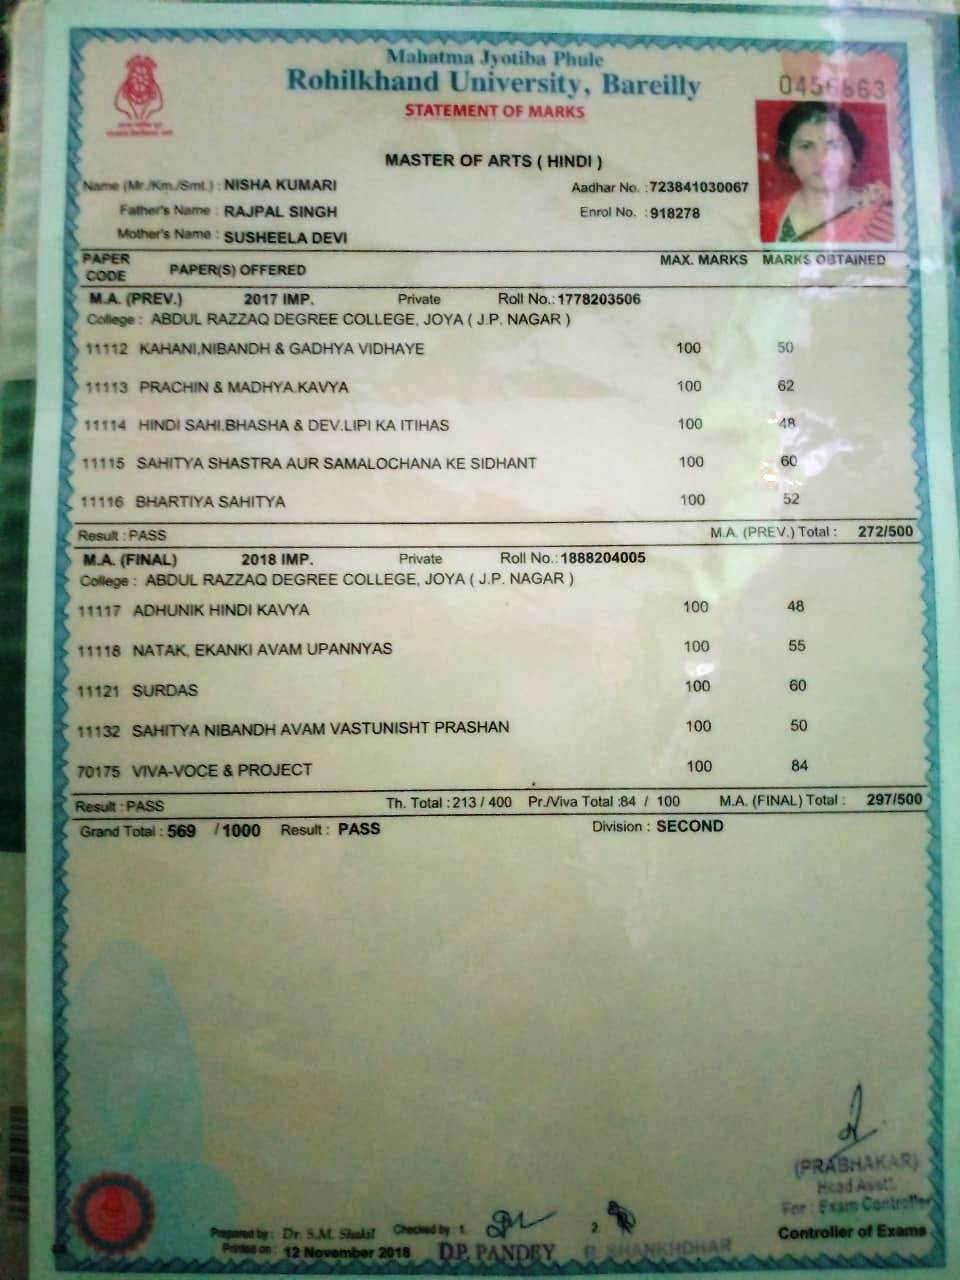 Mahatma Jyotiba Phule
Rohilkhand University, Bareilly
0456863
STATEMENT OF MARKS
MASTER OF ARTS ( HINDI )
Name (Mr./Km./Smt.) : NISHA KUMARI Aadhar No. : 723841030067
Father's Name : RAJPAL SINGH Enrol No. : 918278
Mother's Name : SUSHEELA DEVI
PAPER CODE PAPER(S) OFFERED MAX. MARKS MARKS OBTAINED
M.A. (PREV.) 2017 IMP. Private Roll No.: 1778203506
College : ABDUL RAZZAQ DEGREE COLLEGE, JOYA ( J.P. NAGAR )
11112 KAHANI,NIBANDH & GADHYA VIDHAYE 100 50
11113 PRACHIN & MADHYA.KAVYA 100 62
11114 HINDI SAHI.BHASHA & DEV.LIPI KA ITIHAS 100 48
11115 SAHITYA SHASTRA AUR SAMALOCHANA KE SIDHANT 100 60
11116 BHARTIYA SAHITYA 100 52
Result : PASS M.A. (PREV.) Total : 272/500
M.A. (FINAL) 2018 IMP. Private Roll No.: 1888204005
College : ABDUL RAZZAQ DEGREE COLLEGE, JOYA ( J.P. NAGAR )
11117 ADHUNIK HINDI KAVYA 100 48
11118 NATAK, EKANKI AVAM UPANNYAS 100 55
11121 SURDAS 100 60
11132 SAHITYA NIBANDH AVAM VASTUNISHT PRASHAN 100 50
70175 VIVA-VOCE & PROJECT 100 84
Result : PASS Th. Total : 213 / 400 Pr./Viva Total : 84 / 100 M.A. (FINAL) Total : 297/500
Grand Total : 569 / 1000 Result : PASS Division : SECOND
(PRABHAKAR)
Head Asstt.
For : Exam Controller
Prepared by : Dr. S.M. Shakil Checked by : 1. 2. Controller of Exams
Printed on : 12 November 2018 D.P. PANDEY R. SHANKHDHAR